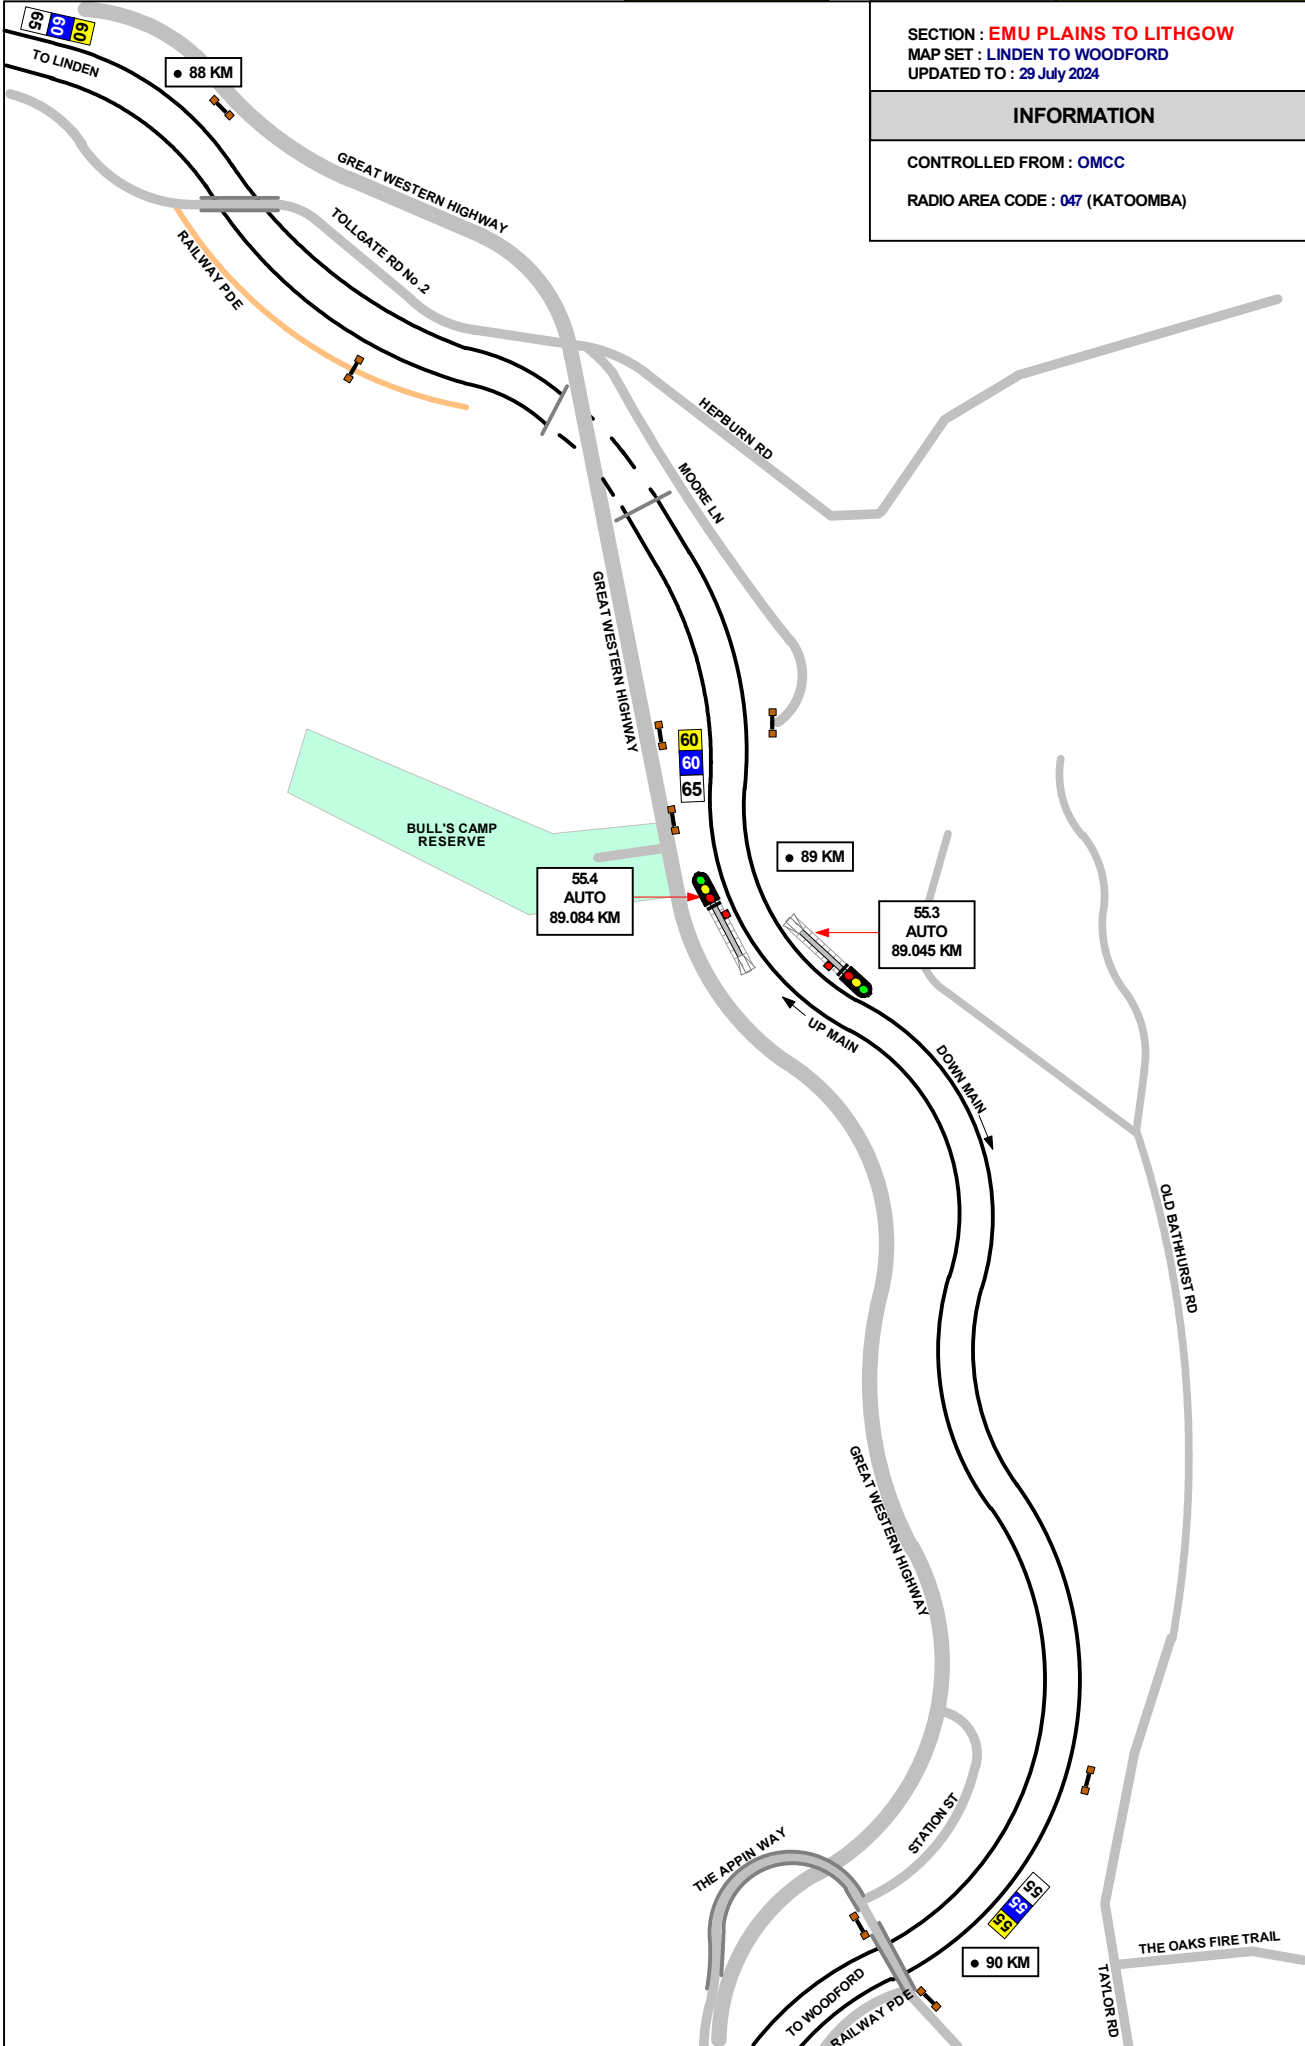 SECTION : EMU PLAINS TO LITHGOW
MAP SET : LINDEN TO WOODFORD
UPDATED TO : 29 July 2024
INFORMATION
CONTROLLED FROM : OMCC
RADIO AREA CODE : 047 (KATOOMBA)
65
60
60
TO LINDEN
88 KM
GREAT WESTERN HIGHWAY
TOLLGATE RD No.2
RAILWAY PDE
HEPBURN RD
MOORE LN
GREAT WESTERN HIGHWAY
60
60
65
BULL'S CAMP
RESERVE
89 KM
55.4
AUTO
89.084 KM
55.3
AUTO
89.045 KM
UP MAIN
DOWN MAIN
OLD BATHHURST RD
GREAT WESTERN HIGHWAY
STATION ST
THE APPIN WAY
55
55
55
90 KM
THE OAKS FIRE TRAIL
TAYLOR RD
TO WOODFORD
RAILWAY PDE